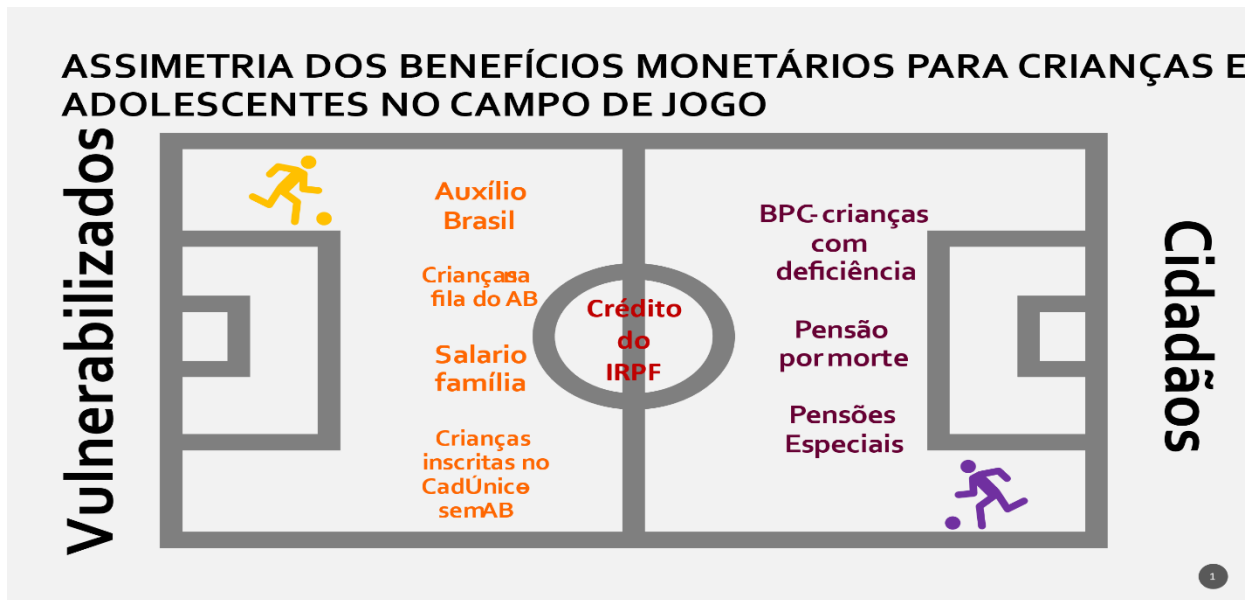 ASSIMETRIA DOS BENEFÍCIOS MONETÁRIOS PARA CRIANÇAS E
ADOLESCENTES NO CAMPO DE JOGO
Vulnerabilizados
Auxílio
Brasil
Crianças na
fila do AB
Salario
família
Crianças
inscritas no
CadÚnico e
sem AB
Crédito
do
IRPF
BPC- crianças
com
deficiência
Pensão
por morte
Pensões
Especiais
Cidadãos
1